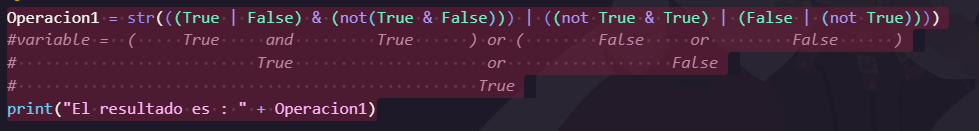 Operacion1 = str(((True | False) & (not(True & False))) | ((not True & True) | (False | (not True))))
#variable = ( True and True ) or ( False or False )
# True or False
# True
print("El resultado es : " + Operacion1)